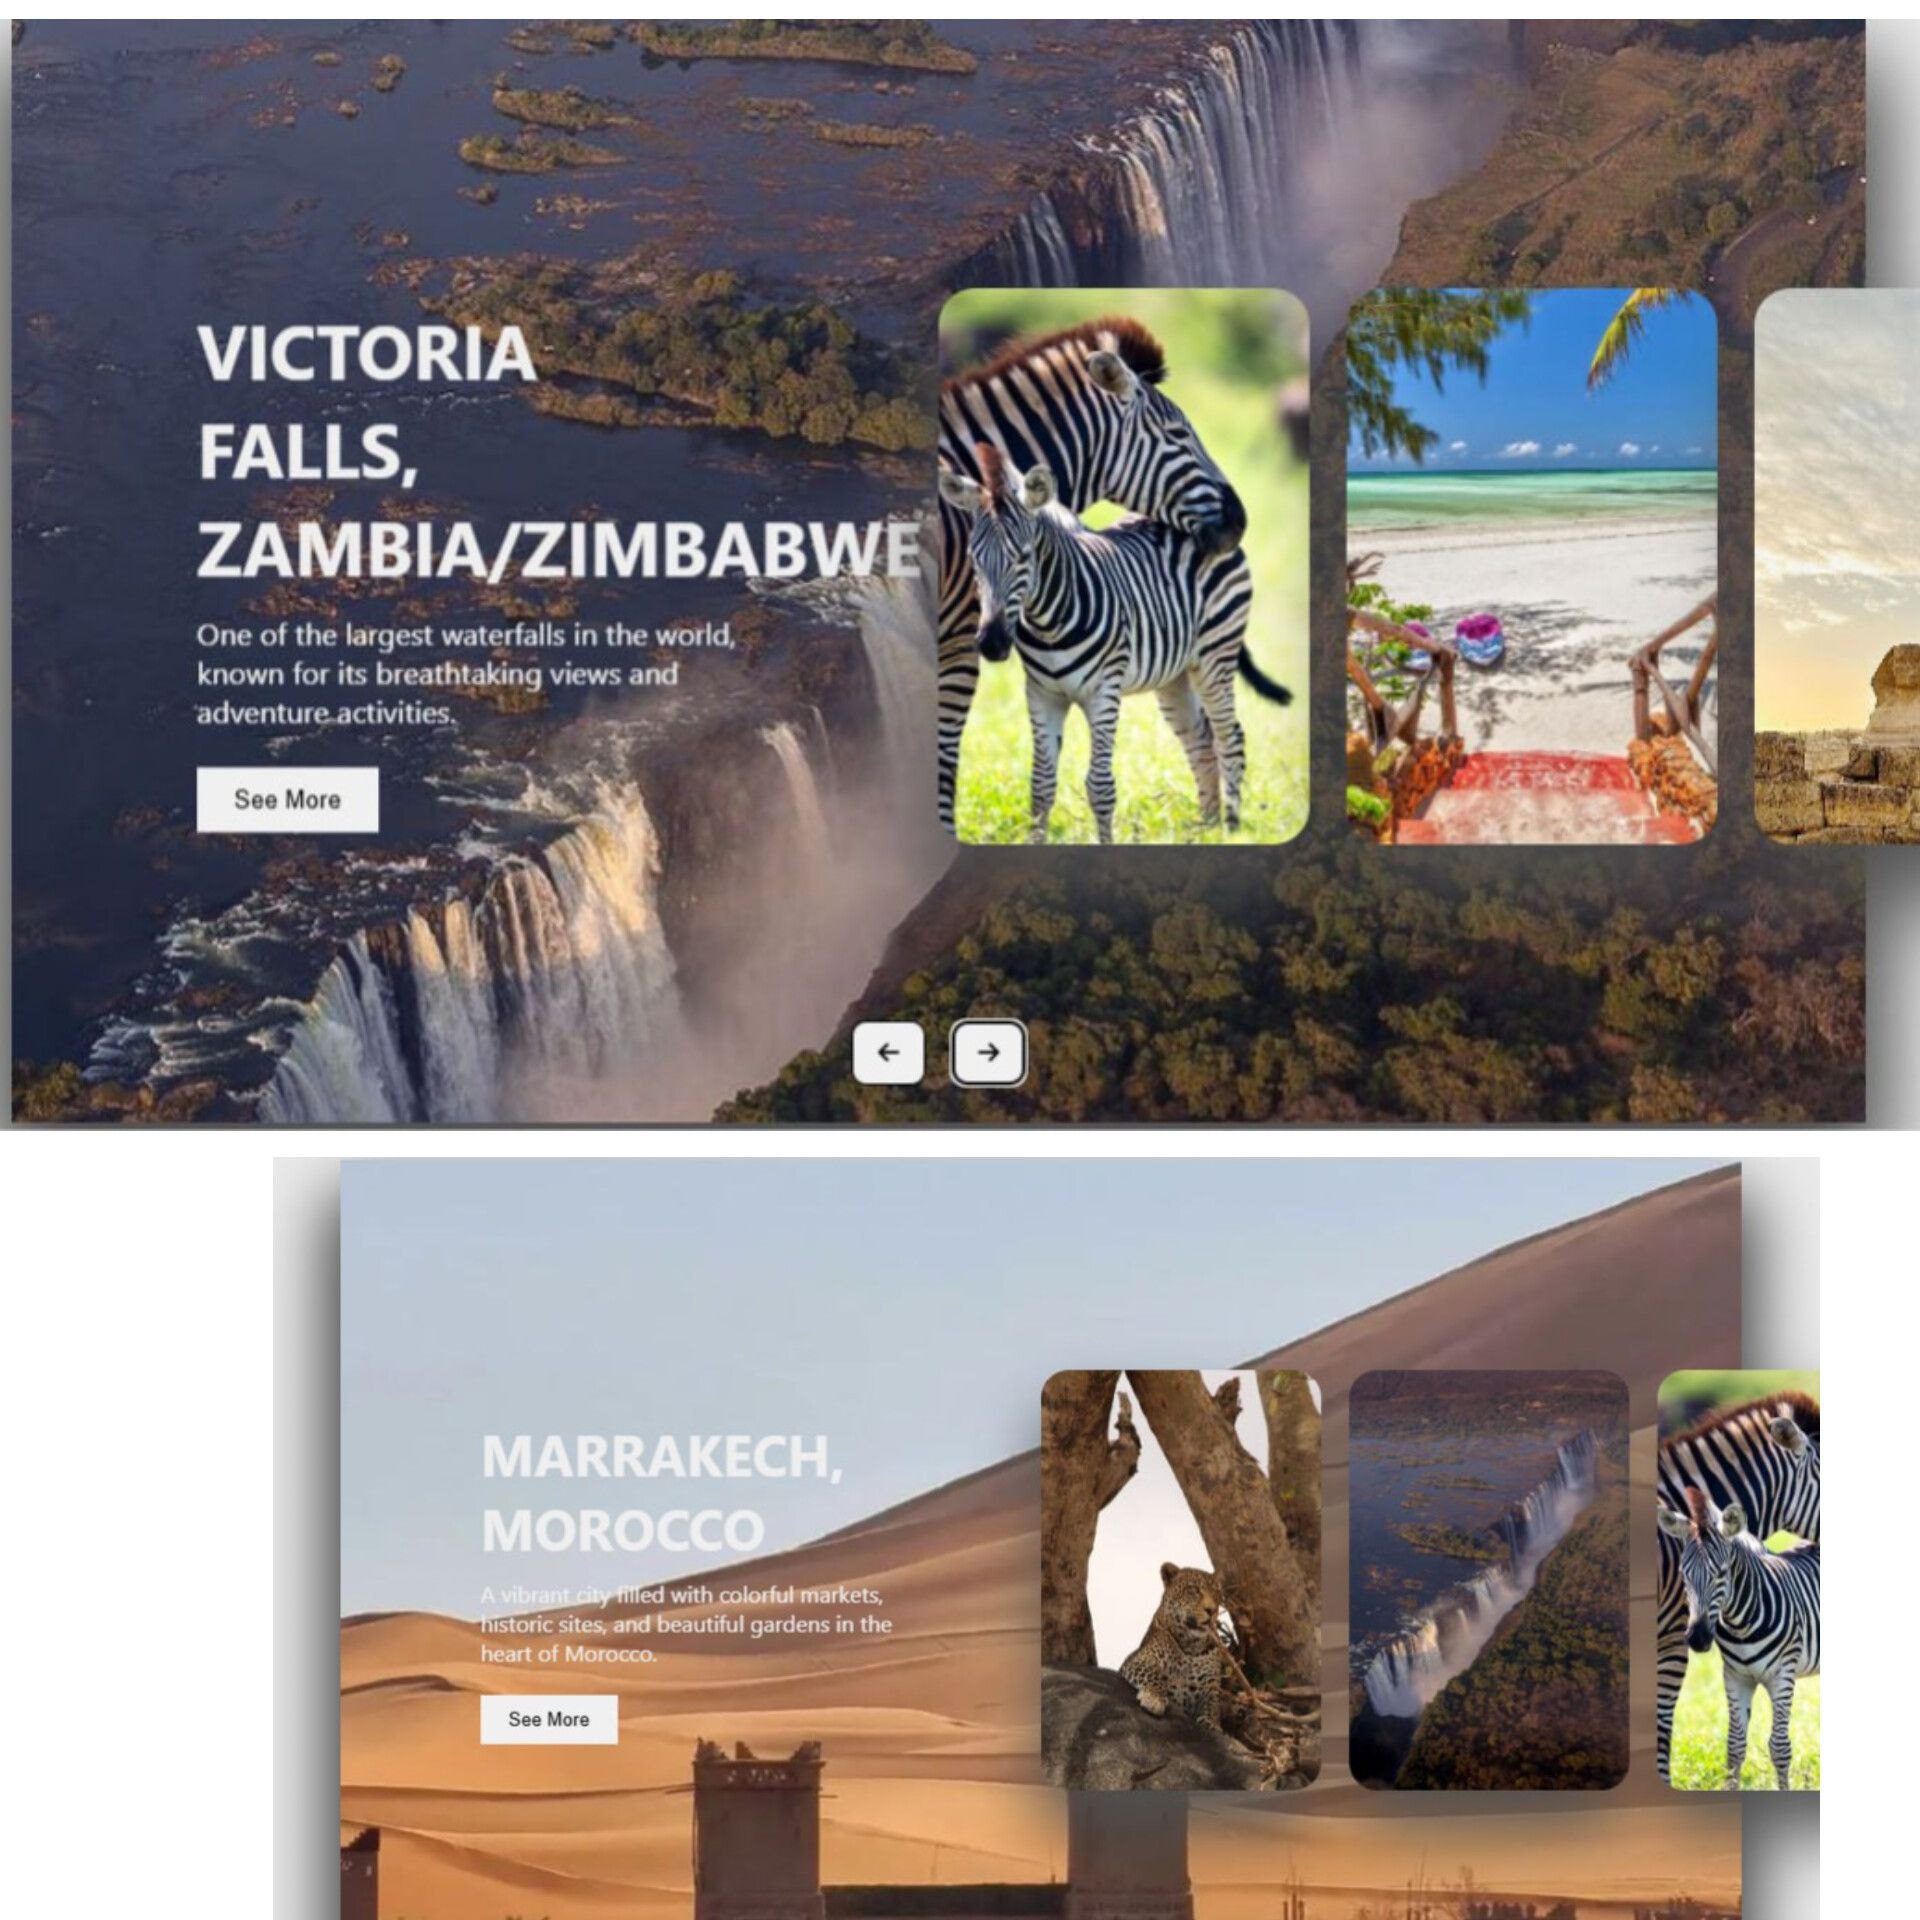 VICTORIA
FALLS,
ZAMBIA/ZIMBABWE
One of the largest waterfalls in the world,
known for its breathtaking views and
adventure activities.
See More
MARRAKECH,
MOROCCO
A vibrant city filled with colorful markets,
historic sites, and beautiful gardens in the
heart of Morocco.
See More